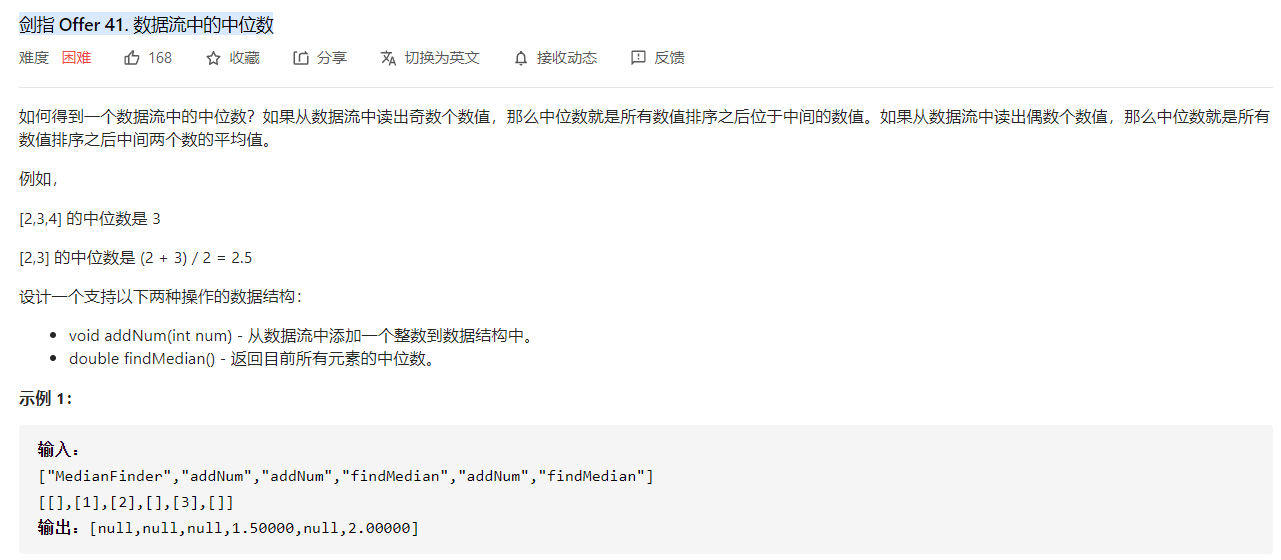 剑指 Offer 41. 数据流中的中位数
难度 困难 168 收藏 分享 切换为英文 接收动态 反馈
如何得到一个数据流中的中位数？如果从数据流中读出奇数个数值，那么中位数就是所有数值排序之后位于中间的数值。如果从数据流中读出偶数个数值，那么中位数就是所有
数值排序之后中间两个数的平均值。
例如，
[2,3,4] 的中位数是 3
[2,3] 的中位数是 (2 + 3) / 2 = 2.5
设计一个支持以下两种操作的数据结构：
• void addNum(int num) - 从数据流中添加一个整数到数据结构中。
• double findMedian() - 返回目前所有元素的中位数。
示例 1：
输入：
["MedianFinder","addNum","addNum","findMedian","addNum","findMedian"]
[[],[1],[2],[],[3],[]]
输出：[null,null,null,1.50000,null,2.00000]